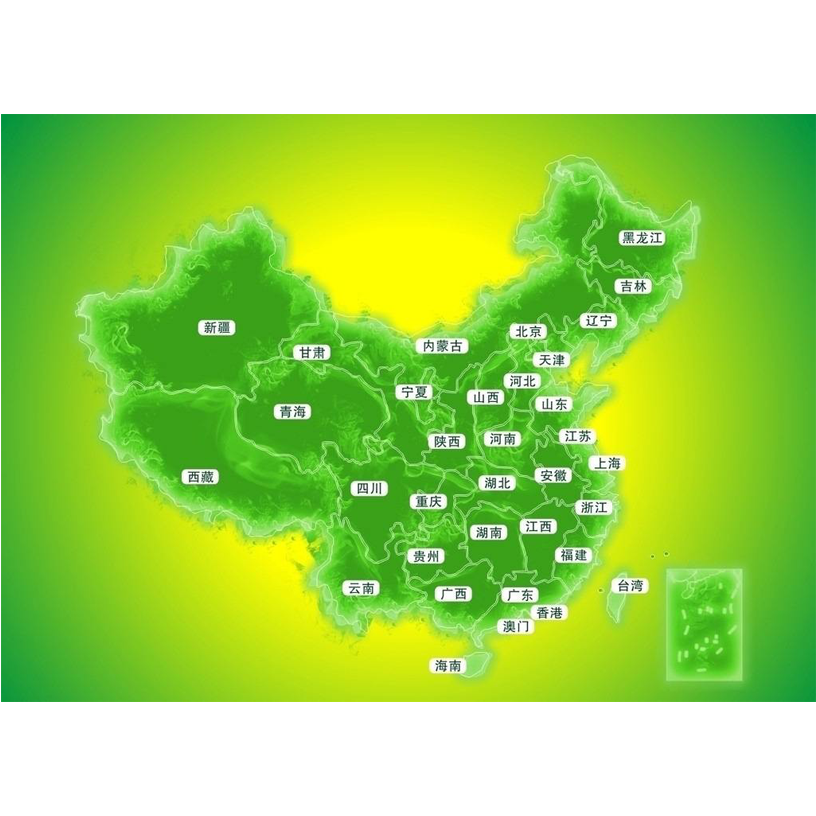 黑龙江
吉林
新疆
辽宁
北京
内蒙古
甘肃
天津
河北
宁夏
山西
山东
青海
江苏
河南
陕西
上海
安徽
西藏
湖北
四川
重庆
浙江
江西
湖南
福建
贵州
台湾
云南
广西
广东
香港
澳门
海南